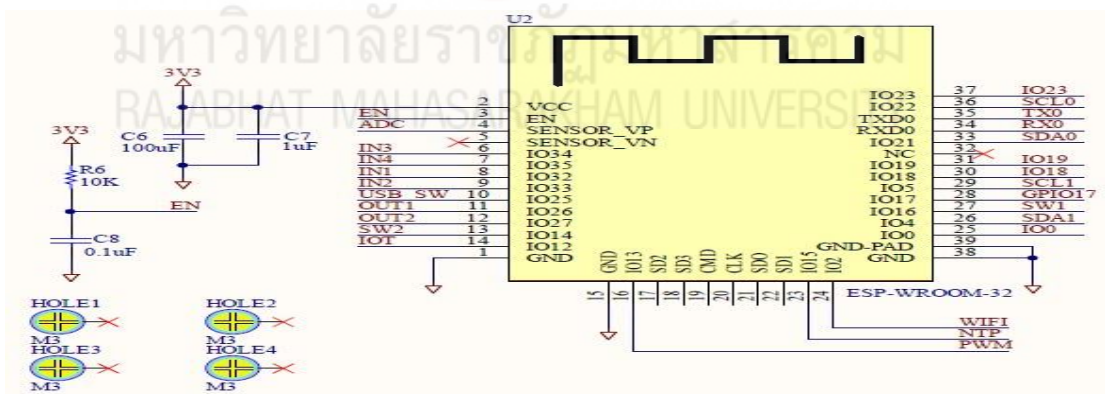 U2
มหาวิทยาลัยราชภัฏมหาสารคาม
RAJABHAT MAHASARAKHAM UNIVERSITY
3V3
C6
100uF
C7
1uF
3V3
R6
10K
EN
C8
0.1uF
HOLE1
M3
HOLE2
M3
HOLE3
M3
HOLE4
M3
2 VCC
EN 3 EN
ADC 4 SENSOR_VP
5 SENSOR_VN
IN3 6 IO34
IN4 7 IO35
IN1 8 IO32
IN2 9 IO33
USB_SW 10 IO25
OUT1 11 IO26
OUT2 12 IO27
SW2 13 IO14
IOT 14 IO12
1 GND
IO23 37 IO23
IO22 36 SCL0
TXD0 35 TX0
RXD0 34 RX0
IO21 33 SDA0
NC 32
IO19 31 IO19
IO18 30 IO18
IO5 29 SCL1
IO17 28 GPIO17
IO16 27 SW1
IO4 26 SDA1
IO0 25 IO0
GND-PAD 39
GND 38
GND 15
IO13 16
SD2 17
SD3 18
CMD 19
CLK 20
SD0 21
SD1 22
IO15 23
IO2 24
ESP-WROOM-32
WIFI
NTP
PWM